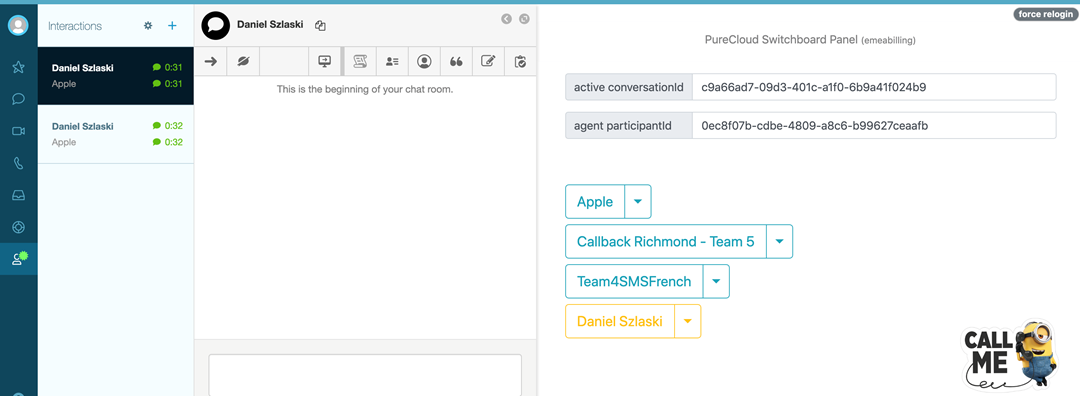 force relogin
Interactions
Daniel Szlaski 0:31
Apple 0:31
Daniel Szlaski 0:32
Apple 0:32
Daniel Szlaski
This is the beginning of your chat room.
PureCloud Switchboard Panel (emeabilling)
active conversationId c9a66ad7-09d3-401c-a1f0-6b9a41f024b9
agent participantId 0ec8f07b-cdbe-4809-a8c6-b99627ceaafb
Apple
Callback Richmond - Team 5
Team4SMSFrench
Daniel Szlaski
CALL
ME